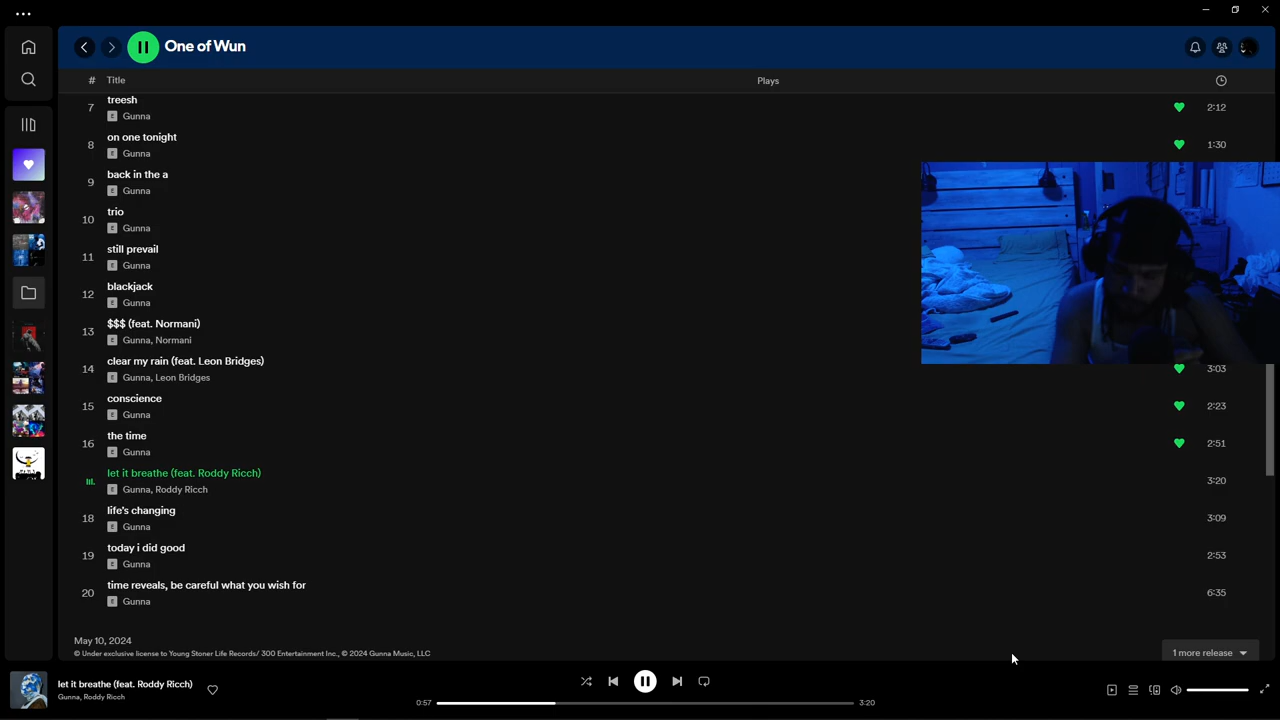 One of Wun
# Title Plays
7 treesh 2:12
E Gunna
8 on one tonight 1:30
E Gunna
9 back in the a
E Gunna
10 trio
E Gunna
11 still prevail
E Gunna
12 blackjack
E Gunna
13 $$$ (feat. Normani)
E Gunna, Normani
14 clear my rain (feat. Leon Bridges) 3:03
E Gunna, Leon Bridges
15 conscience 2:23
E Gunna
16 the time 2:51
E Gunna
let it breathe (feat. Roddy Ricch) 3:20
E Gunna, Roddy Ricch
18 life's changing 3:09
E Gunna
19 today i did good 2:53
E Gunna
20 time reveals, be careful what you wish for 6:35
E Gunna
May 10, 2024
© Under exclusive license to Young Stoner Life Records/ 300 Entertainment Inc., © 2024 Gunna Music, LLC
1 more release
let it breathe (feat. Roddy Ricch)
Gunna, Roddy Ricch
0:57 3:20